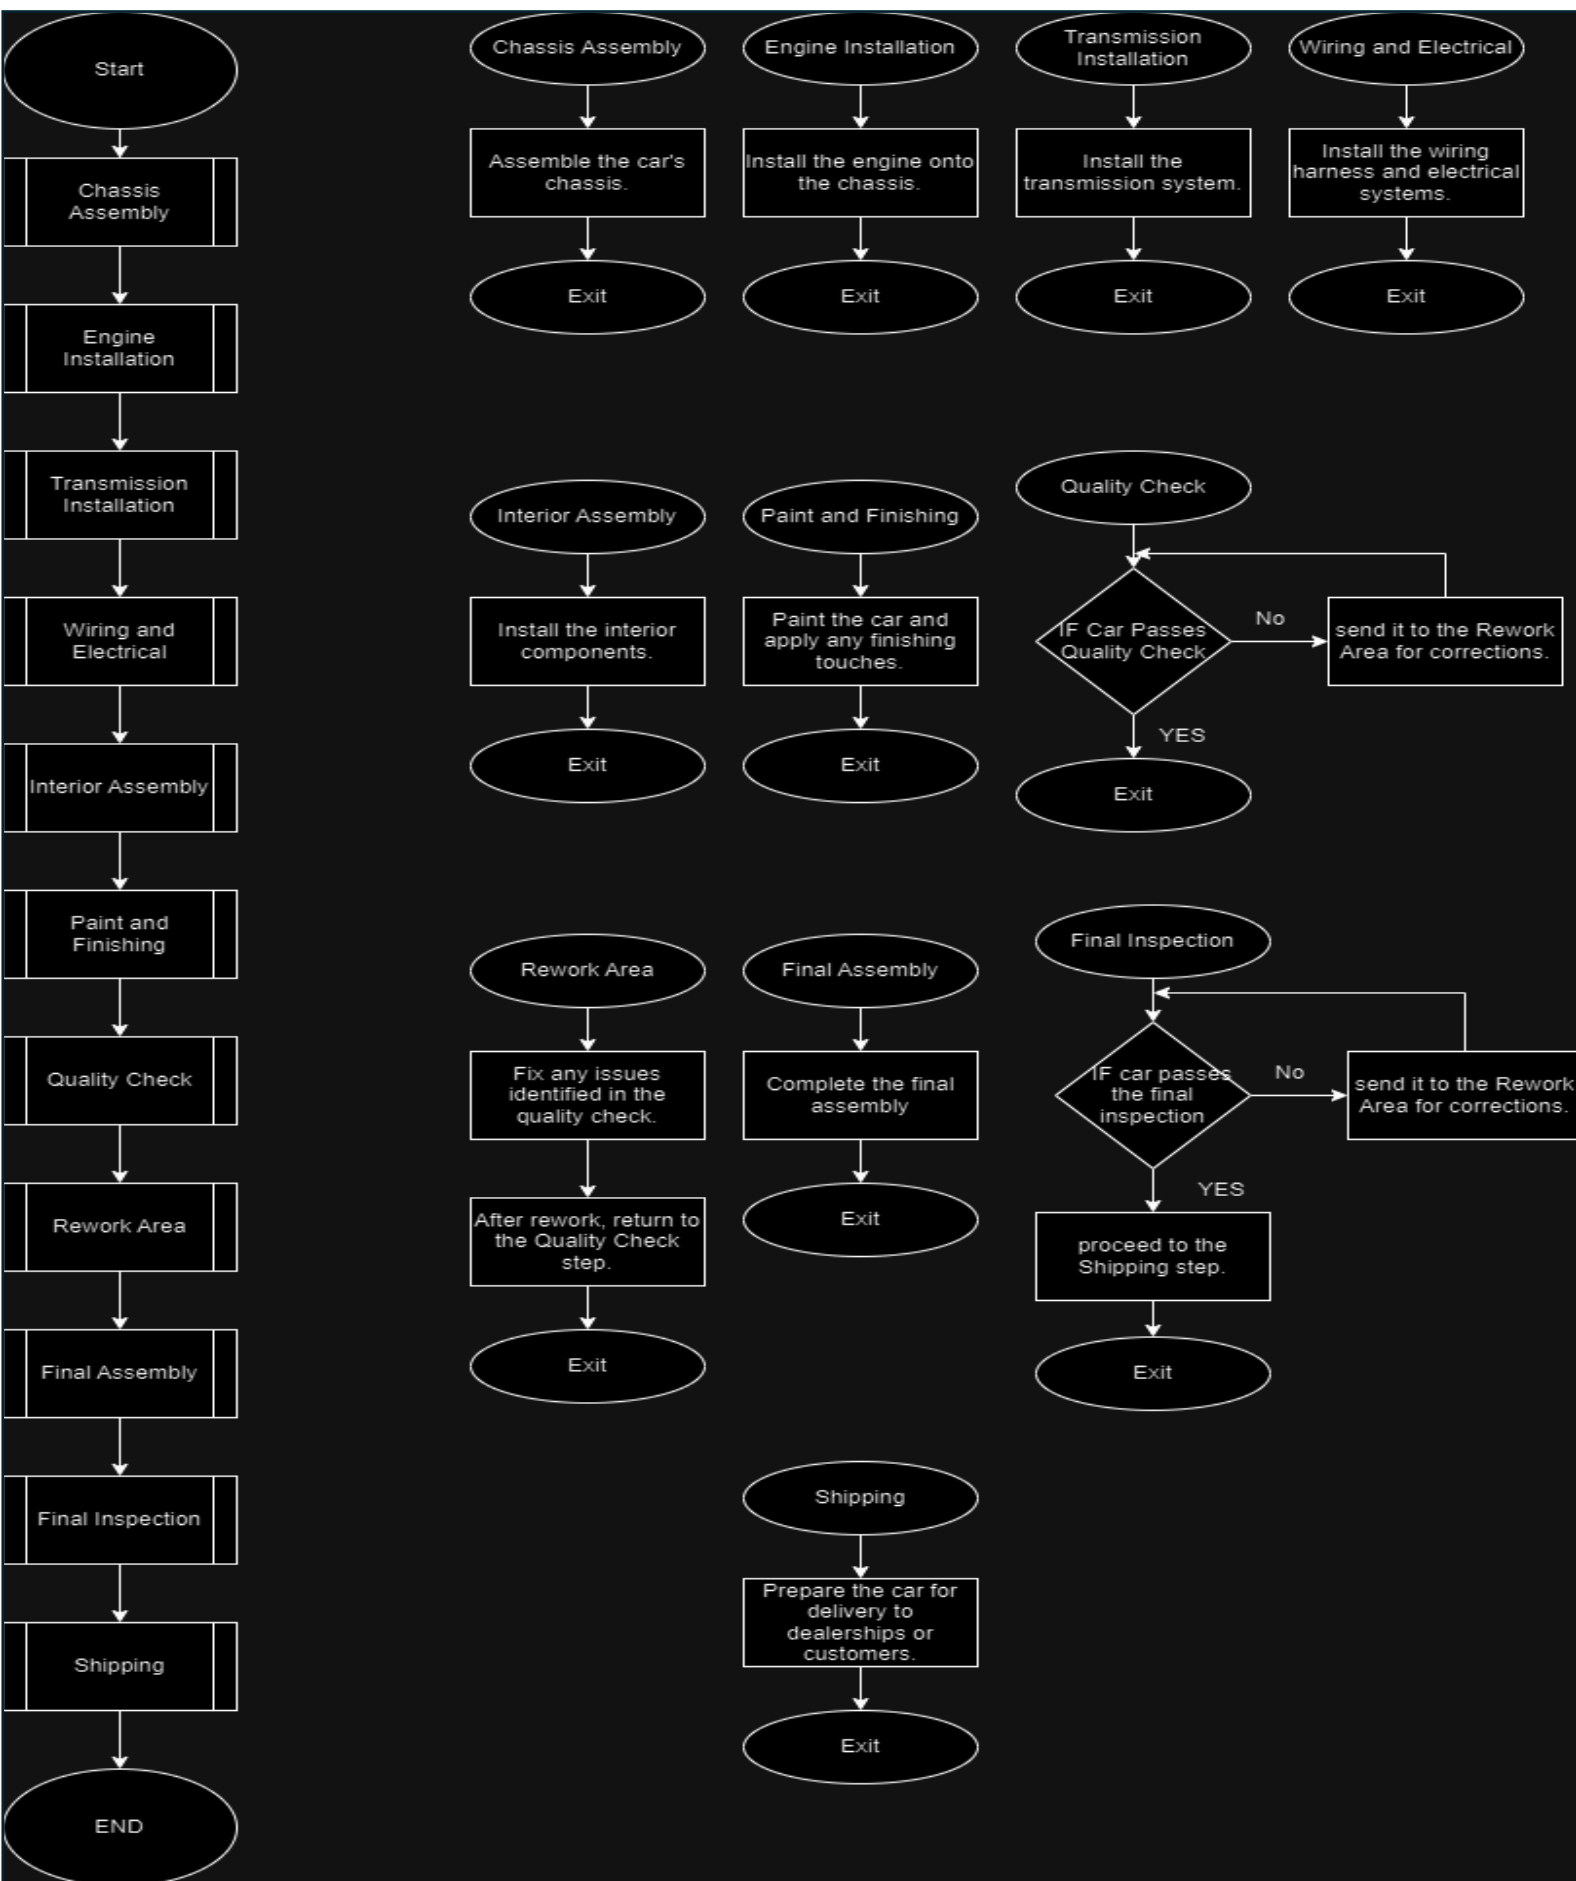 Start
Chassis
Assembly
Engine
Installation
Transmission
Installation
Wiring and
Electrical
Interior Assembly
Paint and
Finishing
Quality Check
Rework Area
Final Assembly
Final Inspection
Shipping
END
Chassis Assembly
Assemble the car's
chassis.
Exit
Engine Installation
Install the engine onto
the chassis.
Exit
Transmission
Installation
Install the
transmission system.
Exit
Wiring and Electrical
Install the wiring
harness and electrical
systems.
Exit
Interior Assembly
Install the interior
components.
Exit
Paint and Finishing
Paint the car and
apply any finishing
touches.
Exit
Quality Check
IF Car Passes
Quality Check
No
send it to the Rework
Area for corrections.
YES
Exit
Rework Area
Fix any issues
identified in the
quality check.
After rework, return to
the Quality Check
step.
Exit
Final Assembly
Complete the final
assembly
Exit
Final Inspection
IF car passes
the final
inspection
No
send it to the Rework
Area for corrections.
YES
proceed to the
Shipping step.
Exit
Shipping
Prepare the car for
delivery to
dealerships or
customers.
Exit